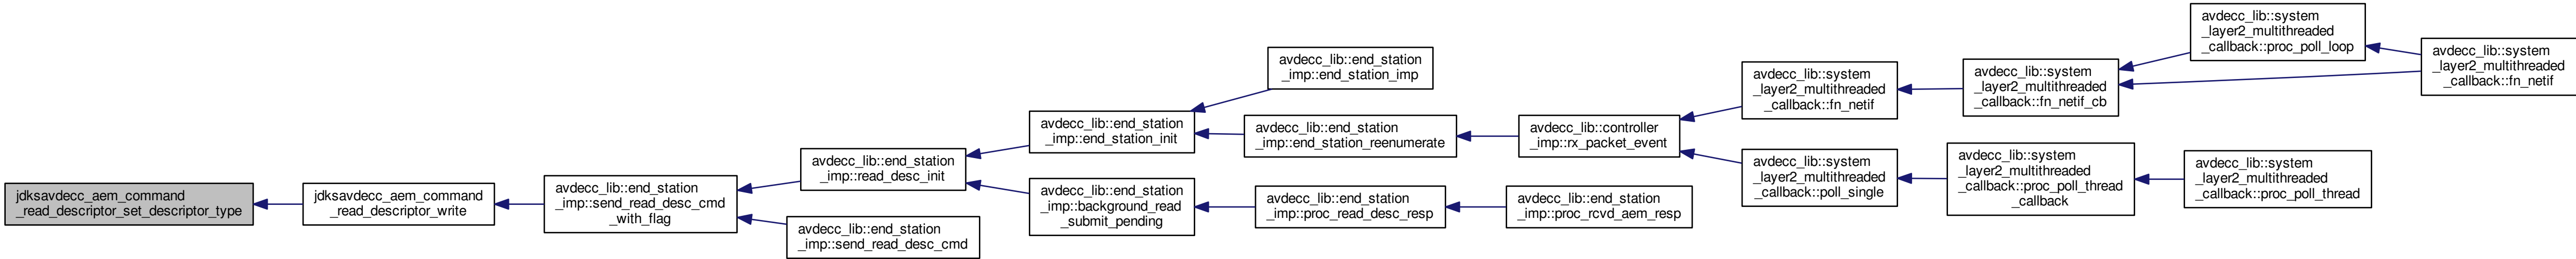 jdksavdecc_aem_command
_read_descriptor_set_descriptor_type
jdksavdecc_aem_command
_read_descriptor_write
avdecc_lib::end_station
_imp::send_read_desc_cmd
_with_flag
avdecc_lib::end_station
_imp::read_desc_init
avdecc_lib::end_station
_imp::send_read_desc_cmd
avdecc_lib::end_station
_imp::end_station_init
avdecc_lib::end_station
_imp::background_read
_submit_pending
avdecc_lib::end_station
_imp::end_station_imp
avdecc_lib::end_station
_imp::end_station_reenumerate
avdecc_lib::end_station
_imp::proc_read_desc_resp
avdecc_lib::controller
_imp::rx_packet_event
avdecc_lib::end_station
_imp::proc_rcvd_aem_resp
avdecc_lib::system
_layer2_multithreaded
_callback::fn_netif
avdecc_lib::system
_layer2_multithreaded
_callback::poll_single
avdecc_lib::system
_layer2_multithreaded
_callback::fn_netif_cb
avdecc_lib::system
_layer2_multithreaded
_callback::proc_poll_thread
_callback
avdecc_lib::system
_layer2_multithreaded
_callback::proc_poll_loop
avdecc_lib::system
_layer2_multithreaded
_callback::proc_poll_thread
avdecc_lib::system
_layer2_multithreaded
_callback::fn_netif